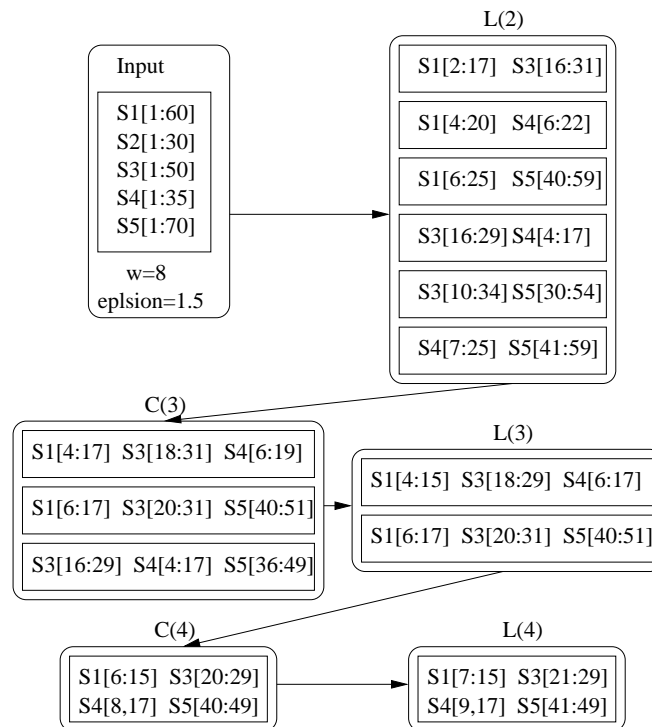 L(2)
Input
S1[1:60]
S2[1:30]
S3[1:50]
S4[1:35]
S5[1:70]
w=8
eplsion=1.5
S1[2:17] S3[16:31]
S1[4:20] S4[6:22]
S1[6:25] S5[40:59]
S3[16:29] S4[4:17]
S3[10:34] S5[30:54]
S4[7:25] S5[41:59]
C(3)
S1[4:17] S3[18:31] S4[6:19]
S1[6:17] S3[20:31] S5[40:51]
S3[16:29] S4[4:17] S5[36:49]
L(3)
S1[4:15] S3[18:29] S4[6:17]
S1[6:17] S3[20:31] S5[40:51]
C(4)
S1[6:15] S3[20:29]
S4[8,17] S5[40:49]
L(4)
S1[7:15] S3[21:29]
S4[9,17] S5[41:49]